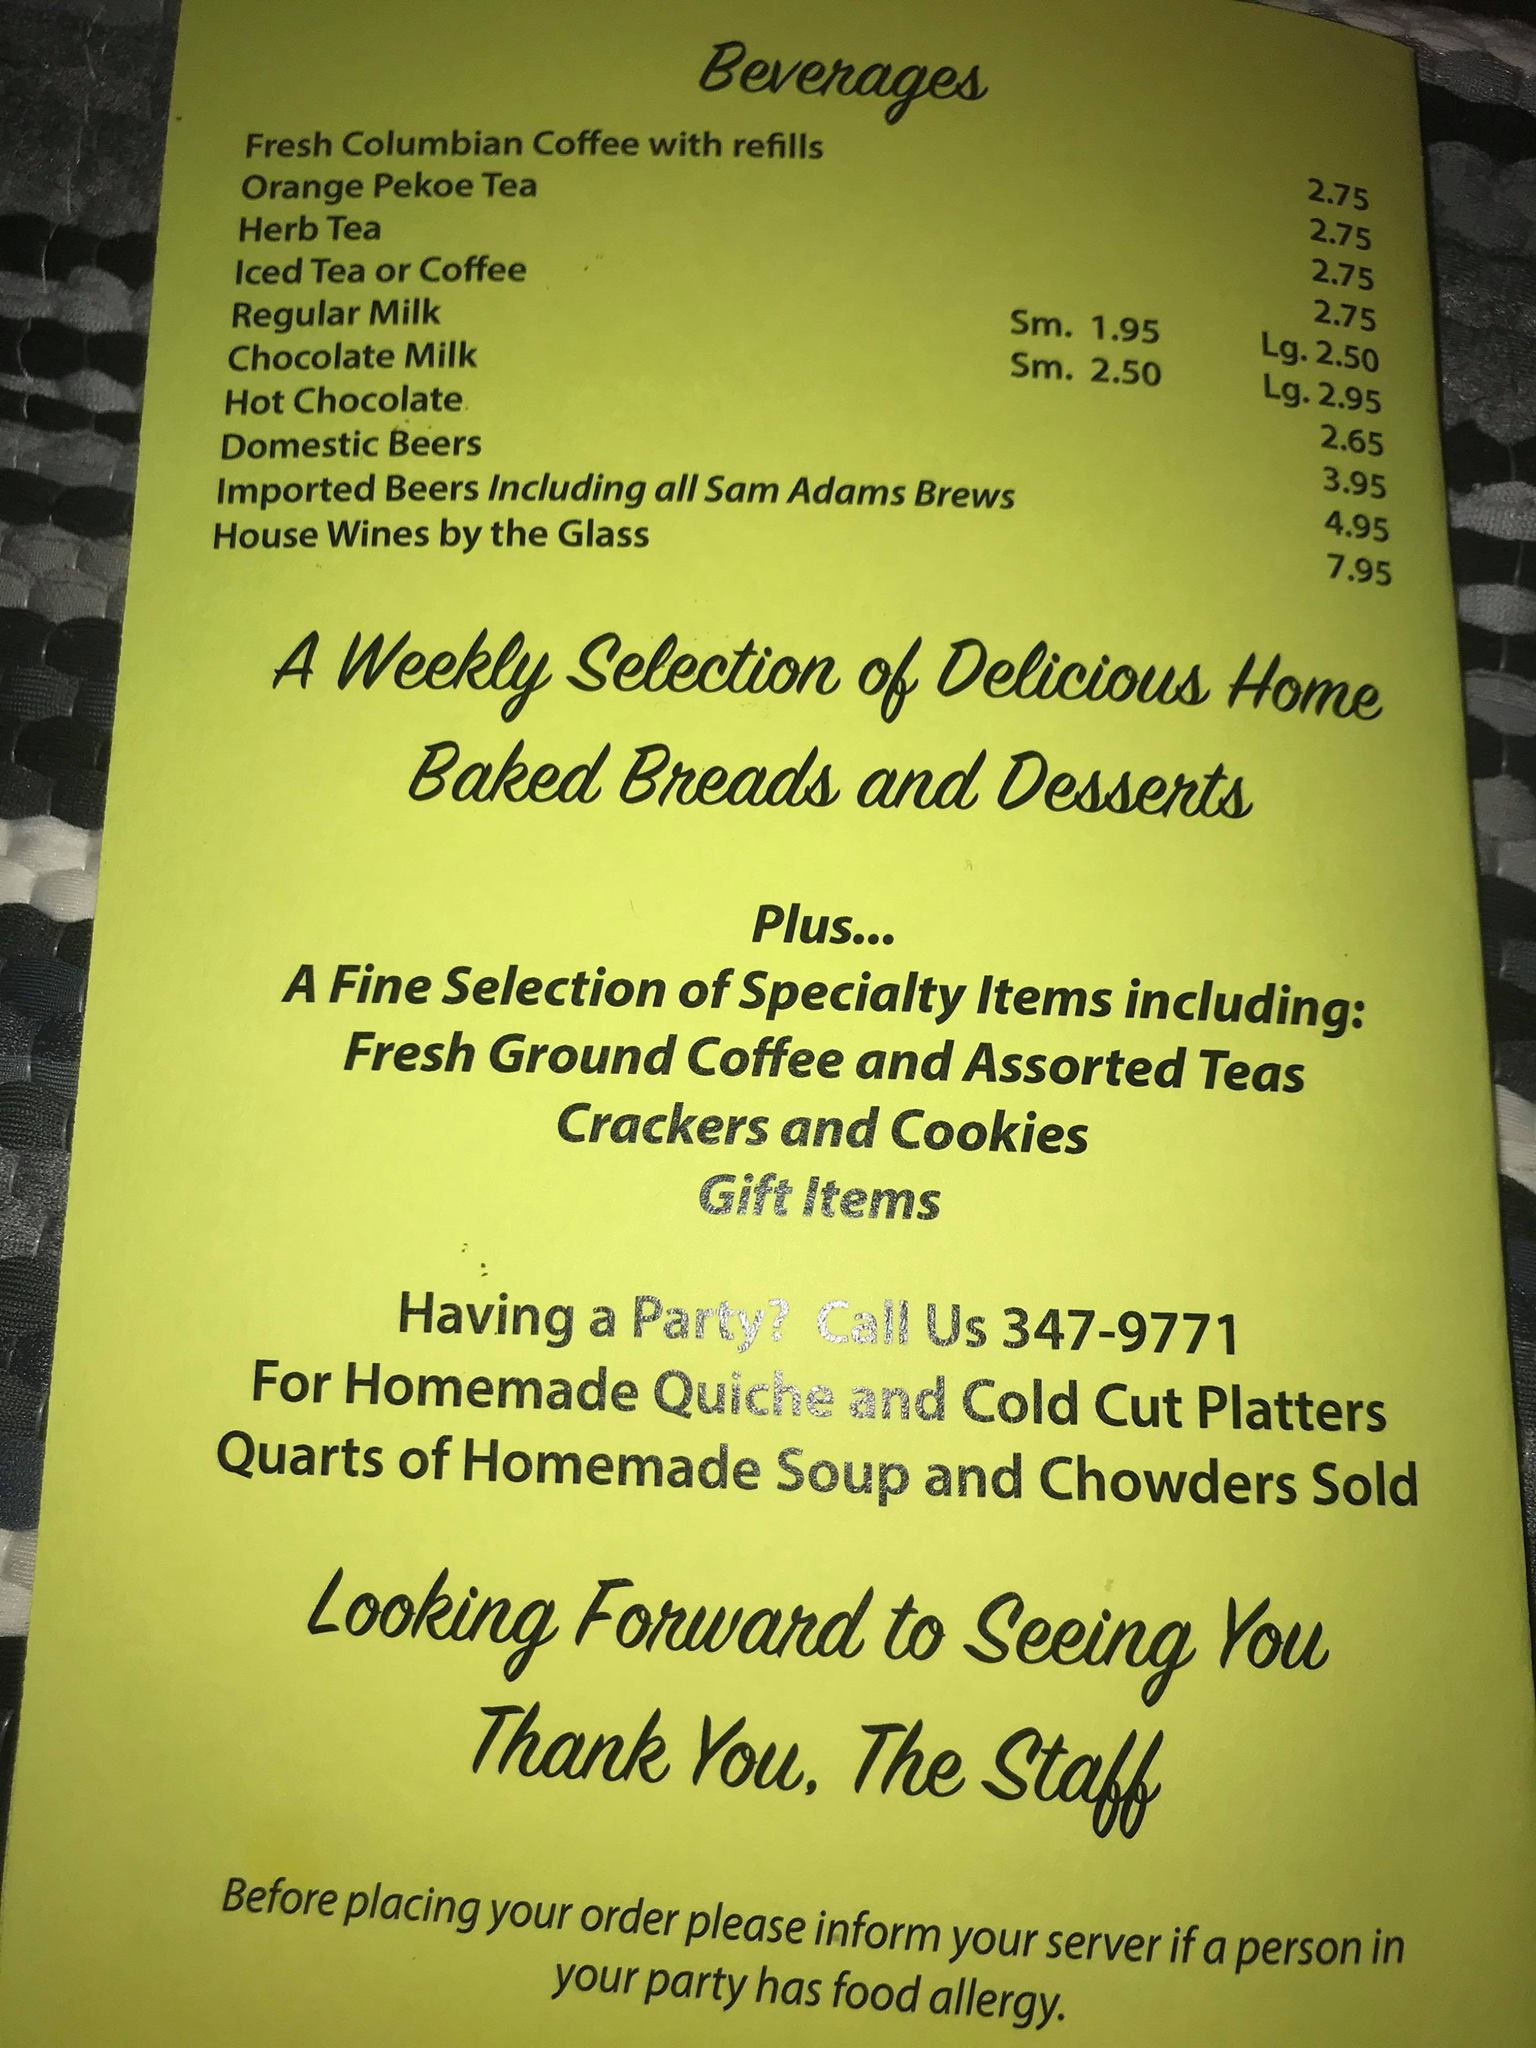 Beverages
Fresh Columbian Coffee with refills 2.75
Orange Pekoe Tea 2.75
Herb Tea 2.75
Iced Tea or Coffee 2.75
Regular Milk Sm. 1.95 Lg. 2.50
Chocolate Milk Sm. 2.50 Lg. 2.95
Hot Chocolate 2.65
Domestic Beers 3.95
Imported Beers Including all Sam Adams Brews 4.95
House Wines by the Glass 7.95
A Weekly Selection of Delicious Home
Baked Breads and Desserts
Plus...
A Fine Selection of Specialty Items including:
Fresh Ground Coffee and Assorted Teas
Crackers and Cookies
Gift Items
Having a Party? Call Us 347-9771
For Homemade Quiche and Cold Cut Platters
Quarts of Homemade Soup and Chowders Sold
Looking Forward to Seeing You
Thank You, The Staff
Before placing your order please inform your server if a person in
your party has food allergy.